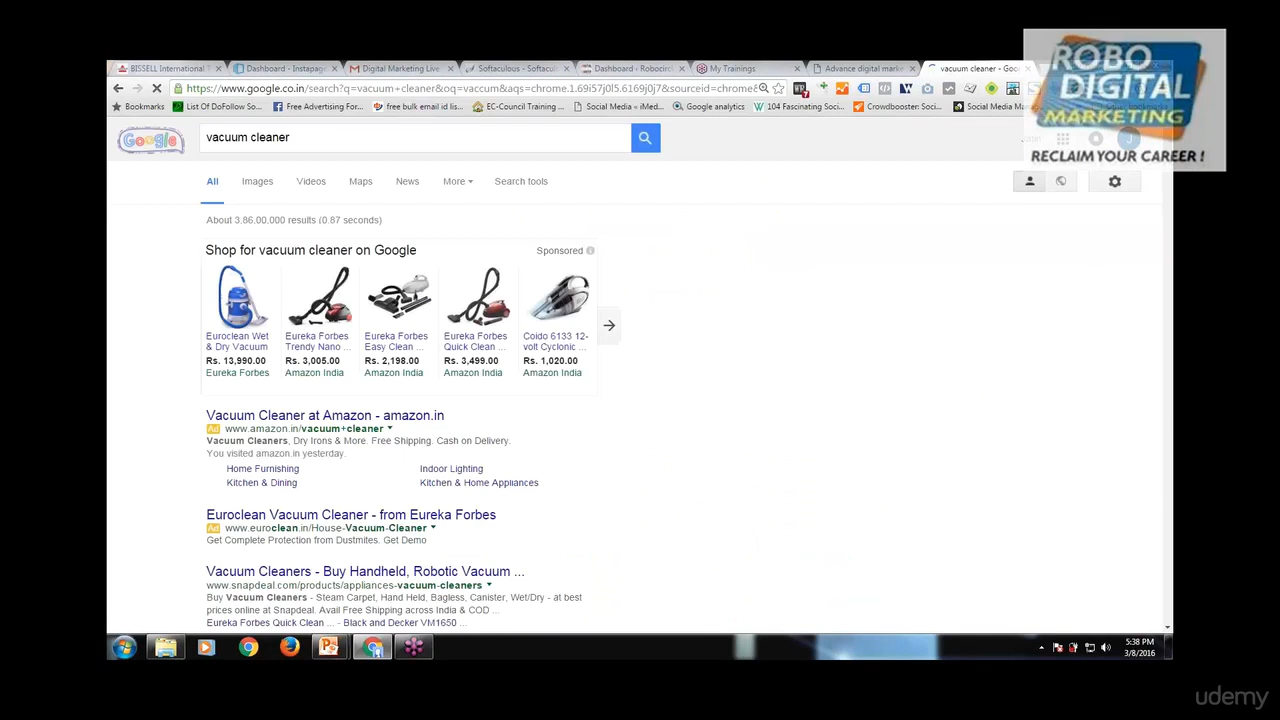 BISSELL International T
Dashboard - Instapage
Digital Marketing Live
Softaculous - Softacul
Dashboard - Robocircl
My Trainings
Advance digital marke
vacuum cleaner - Goo
https://www.google.co.in/search?q=vacuum+cleaner&oq=vaccum&aqs=chrome.1.69i57j0l5.6169j0j7&sourceid=chrome&
Bookmarks
List Of DoFollow So...
Free Advertising For...
free bulk email id lis...
EC-Council Training ...
Social Media « iMed...
Google analytics
104 Fascinating Soci...
Crowdbooster: Soci...
Social Media Man
ROBO
DIGITAL
MARKETING
RECLAIM YOUR CAREER !
Google
vacuum cleaner
J
All
Images
Videos
Maps
News
More
Search tools
About 3,86,00,000 results (0.87 seconds)
Shop for vacuum cleaner on Google
Sponsored
Euroclean Wet
& Dry Vacuum
Rs. 13,990.00
Eureka Forbes
Eureka Forbes
Trendy Nano ...
Rs. 3,005.00
Amazon India
Eureka Forbes
Easy Clean ...
Rs. 2,198.00
Amazon India
Eureka Forbes
Quick Clean ...
Rs. 3,499.00
Amazon India
Coido 6133 12-
volt Cyclonic ...
Rs. 1,020.00
Amazon India
Vacuum Cleaner at Amazon - amazon.in
Ad www.amazon.in/vacuum+cleaner
Vacuum Cleaners, Dry Irons & More. Free Shipping. Cash on Delivery.
You visited amazon.in yesterday.
Home Furnishing
Indoor Lighting
Kitchen & Dining
Kitchen & Home Appliances
Euroclean Vacuum Cleaner - from Eureka Forbes
Ad www.euroclean.in/House-Vacuum-Cleaner
Get Complete Protection from Dustmites. Get Demo
Vacuum Cleaners - Buy Handheld, Robotic Vacuum ...
www.snapdeal.com/products/appliances-vacuum-cleaners
Buy Vacuum Cleaners - Steam Carpet, Hand Held, Bagless, Canister, Wet/Dry - at best
prices online at Snapdeal. Avail Free Shipping across India & COD ...
Eureka Forbes Quick Clean ... - Black and Decker VM1650 ...
5:38 PM
3/8/2016
udemy